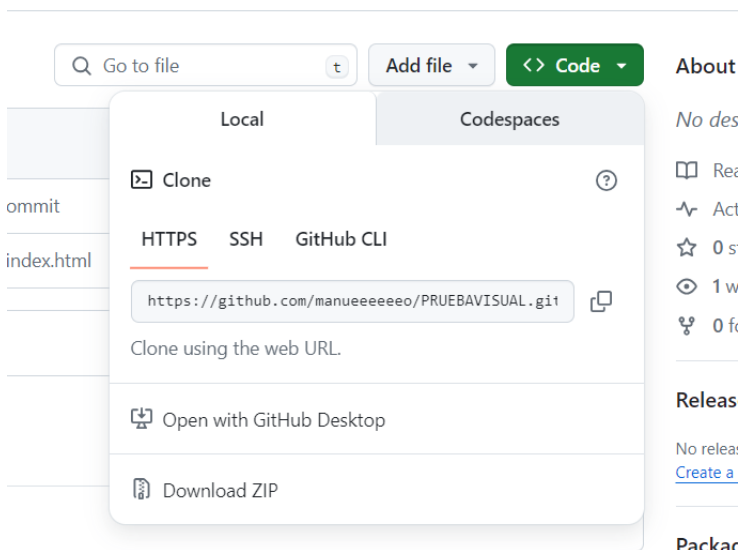 Go to file t Add file <> Code About
Local Codespaces
No des
Clone
Rea
ommit
HTTPS SSH GitHub CLI
Act
index.html
0 s
https://github.com/manueeeeeeo/PRUEBAVISUAL.git
1 w
0 fo
Clone using the web URL.
Releas
Open with GitHub Desktop
No releas
Create a
Download ZIP
Packag